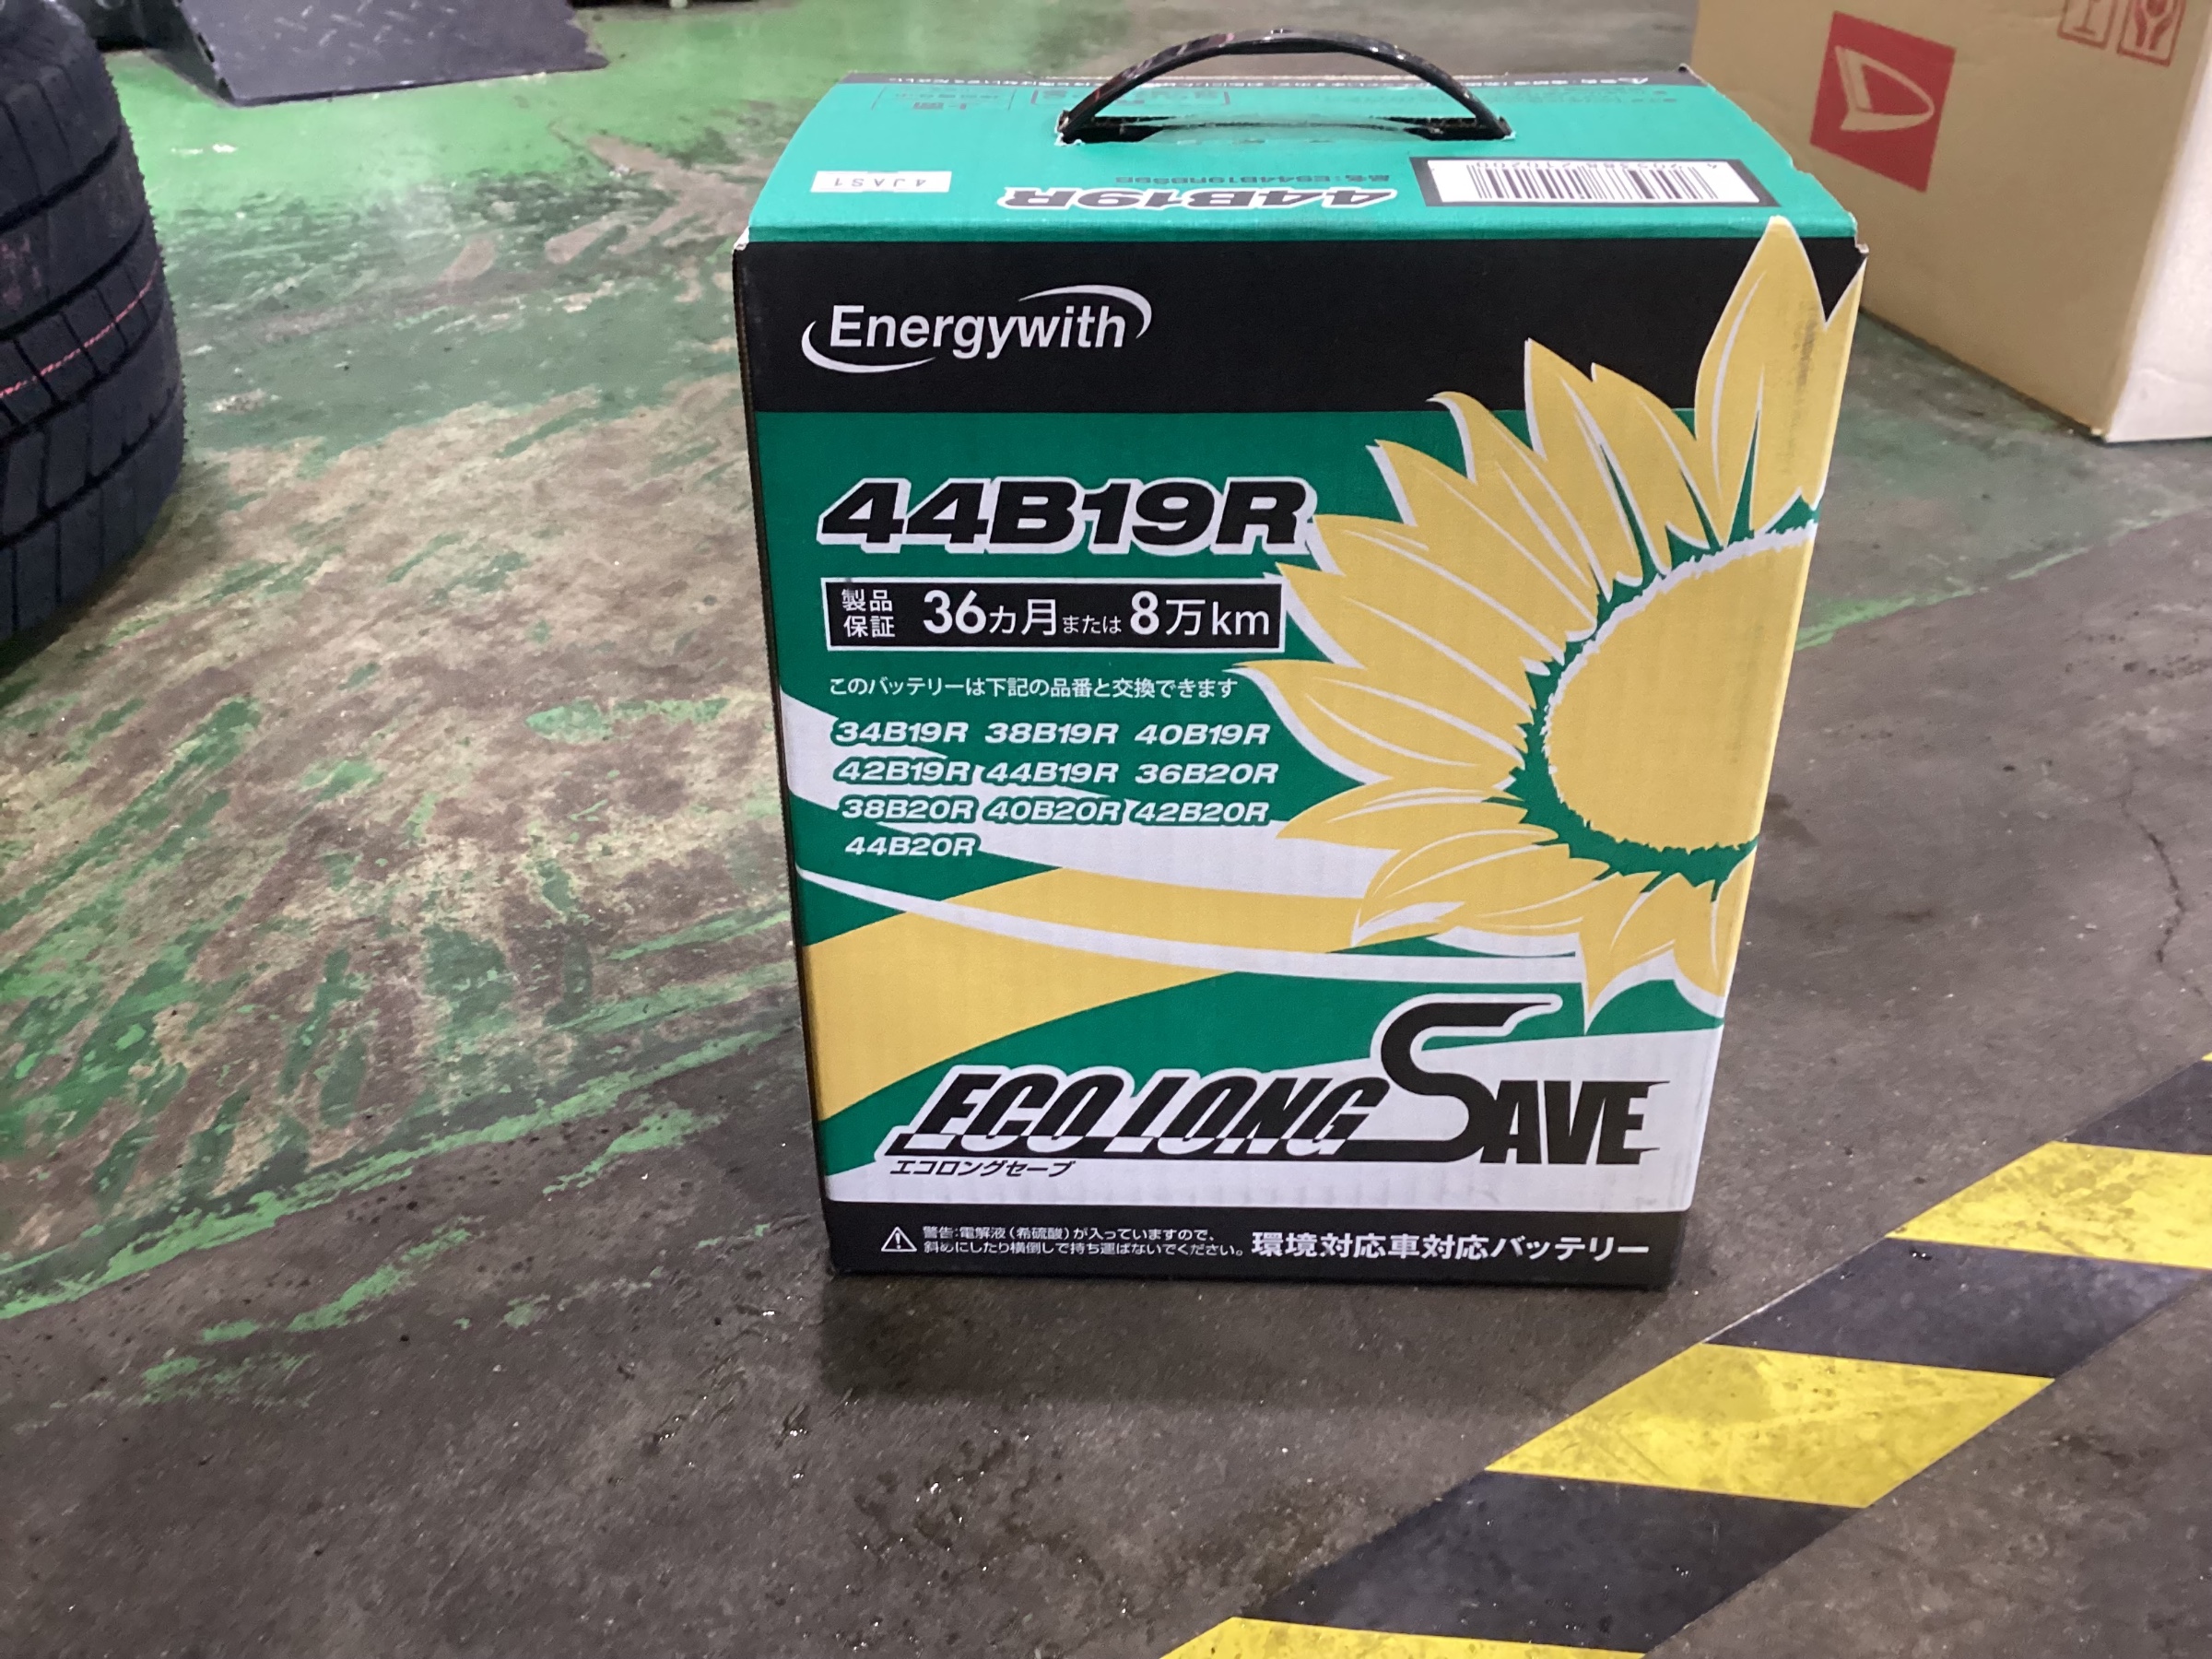 4JAS1
44B19R
Energywith
44B19R
製品保証 36カ月または8万km
このバッテリーは下記の品番と交換できます
34B19R 38B19R 40B19R
42B19R 44B19R 36B20R
38B20R 40B20R 42B20R
44B20R
ECO LONG SAVE
エコロングセーブ
警告:電解液(希硫酸)が入っていますので、
斜めにしたり横倒しで持ち運ばないでください。
環境対応車対応バッテリー